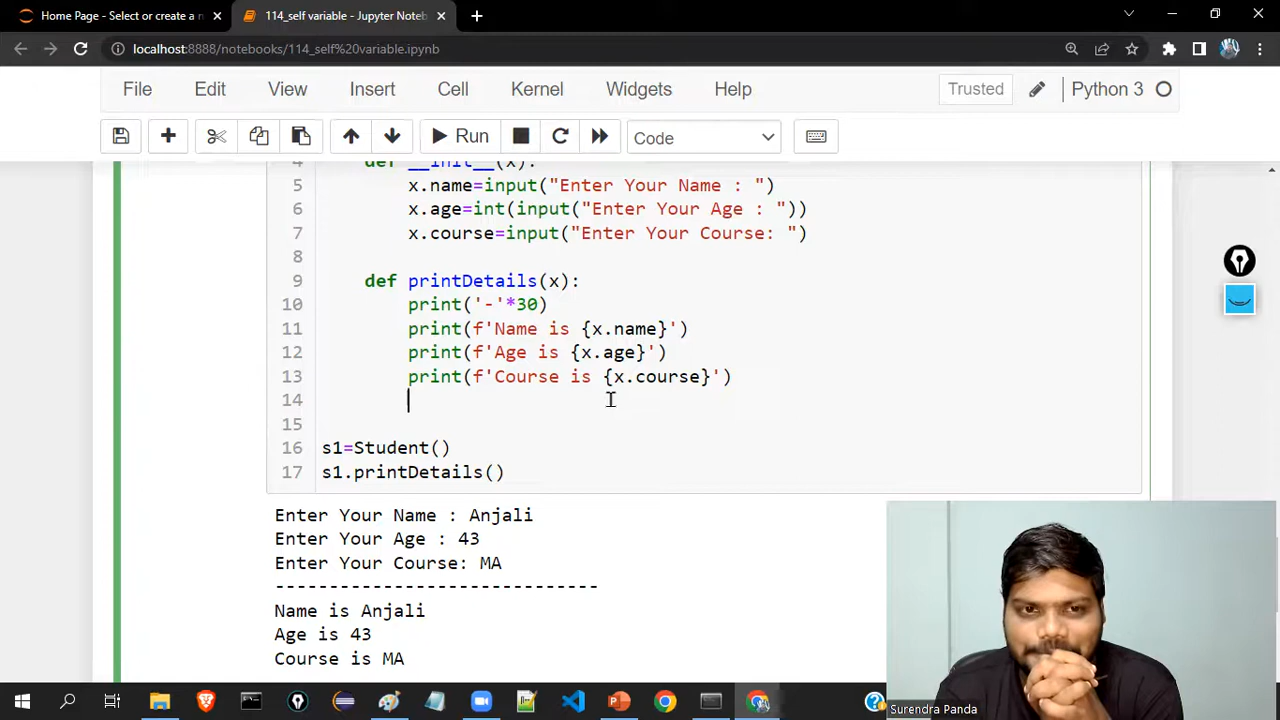 Home Page - Select or create a n
114_self variable - Jupyter Noteb
localhost:8888/notebooks/114_self%20variable.ipynb
File Edit View Insert Cell Kernel Widgets Help Trusted Python 3
Run Code
4 def __init__(x):
5 x.name=input("Enter Your Name : ")
6 x.age=int(input("Enter Your Age : "))
7 x.course=input("Enter Your Course: ")
8
9 def printDetails(x):
10 print('-'*30)
11 print(f'Name is {x.name}')
12 print(f'Age is {x.age}')
13 print(f'Course is {x.course}')
14
15
16 s1=Student()
17 s1.printDetails()
Enter Your Name : Anjali
Enter Your Age : 43
Enter Your Course: MA
------------------------------
Name is Anjali
Age is 43
Course is MA
Surendra Panda